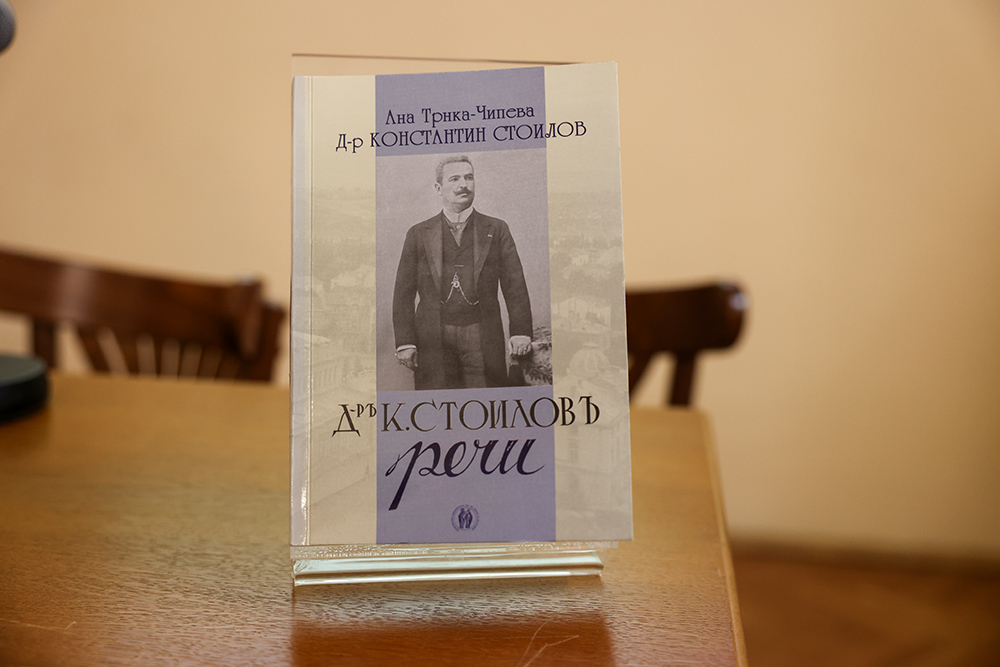 Ана Трнка-Чипева
Д-р КОНСТАНТИН СТОИЛОВ
Д-РЪ К.СТОИЛОВЪ
речи